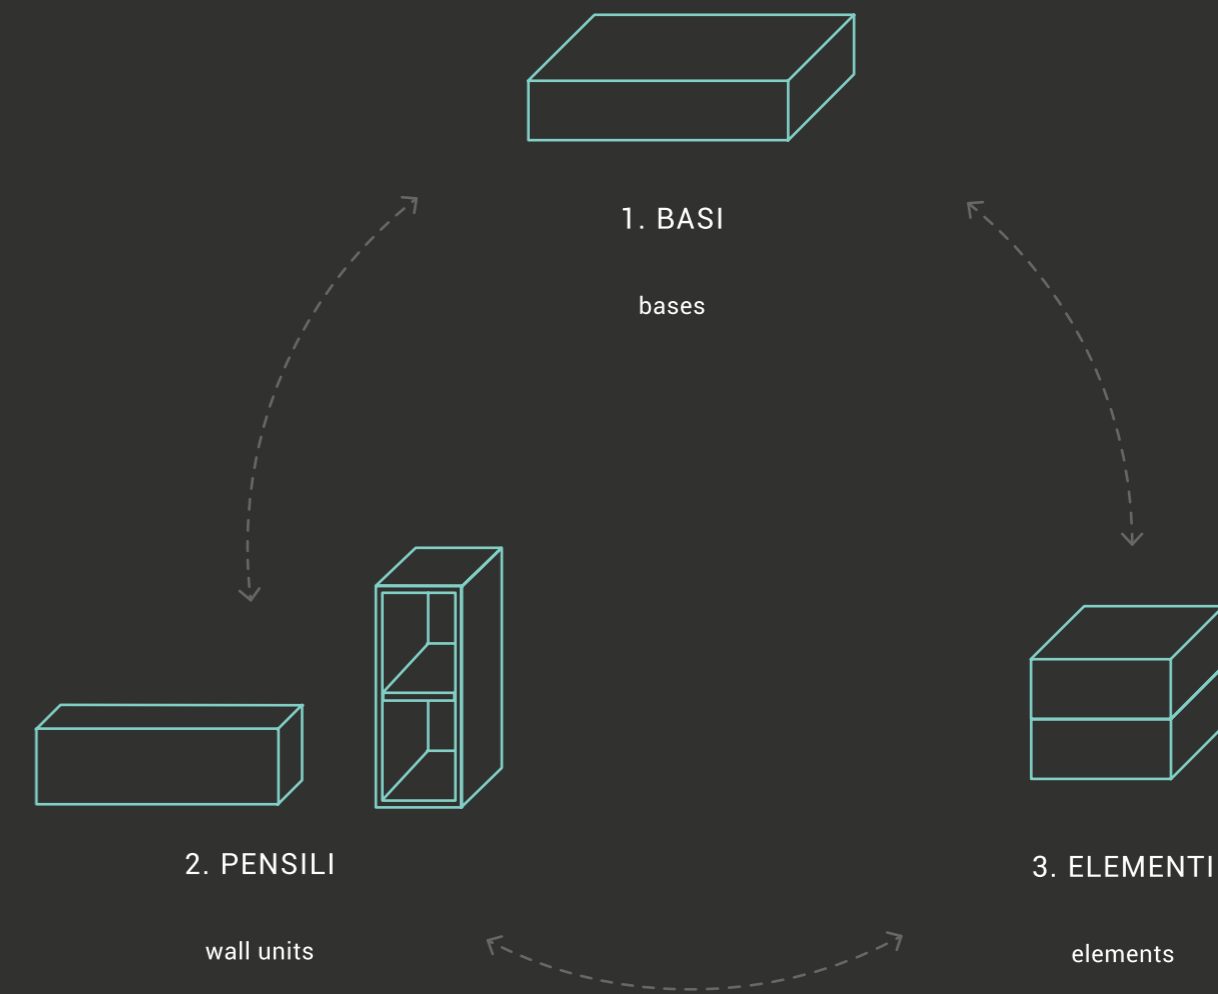 1. BASI
bases
2. PENSILI
wall units
3. ELEMENTI
elements